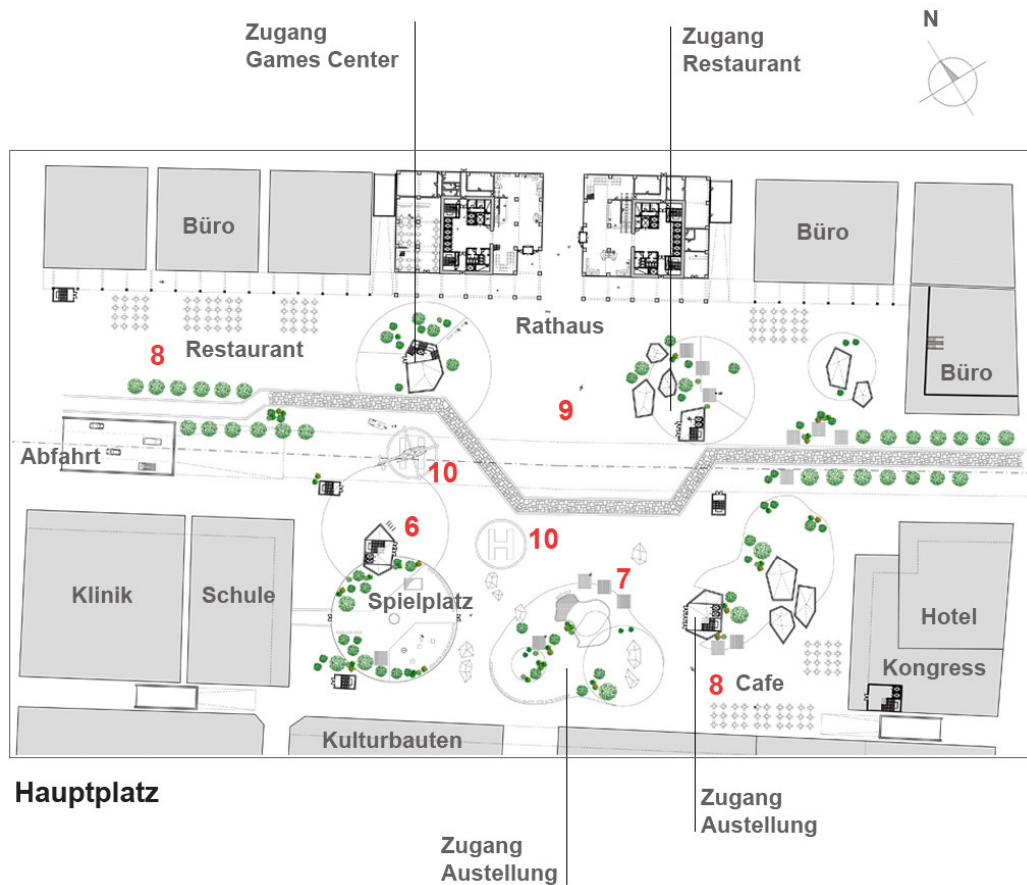 Zugang
Games Center
Zugang
Restaurant
N
Büro
Büro
Rathaus
8
Restaurant
Büro
9
Abfahrt
H
10
6
H
10
7
Klinik
Schule
Spielplatz
Hotel
Kongress
8 Cafe
Kulturbauten
Hauptplatz
Zugang
Austellung
Zugang
Austellung